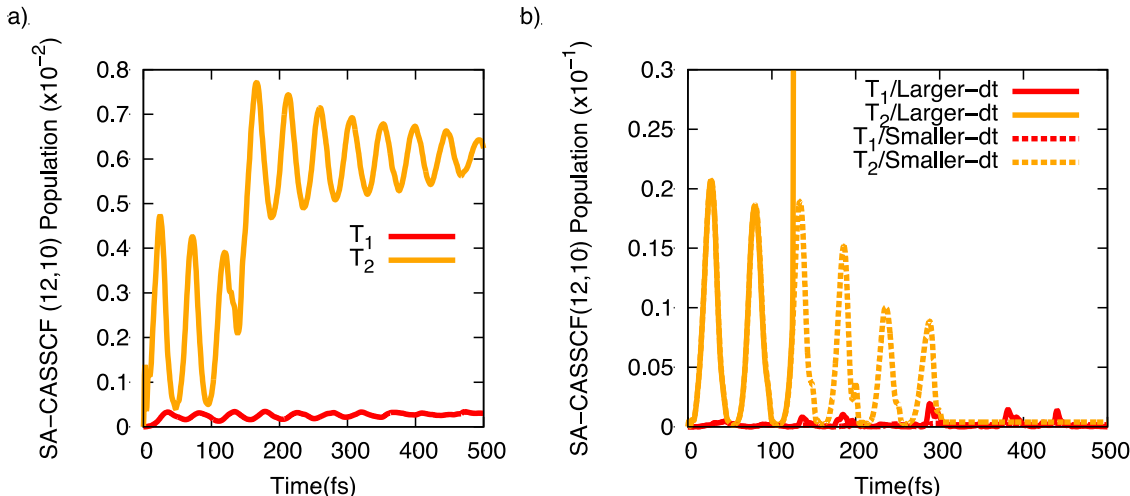 a).
SA−CASSCF (12,10) Population (x10⁻²)
0.8
0.7
0.6
0.5
0.4
0.3
0.2
0.1
0
T₁
T₂
0 100 200 300 400 500
Time(fs)
b).
SA−CASSCF(12,10) Population (x10⁻¹)
0.3
0.25
0.2
0.15
0.1
0.05
0
T₁/Larger−dt
T₂/Larger−dt
T₁/Smaller−dt
T₂/Smaller−dt
0 100 200 300 400 500
Time(fs)